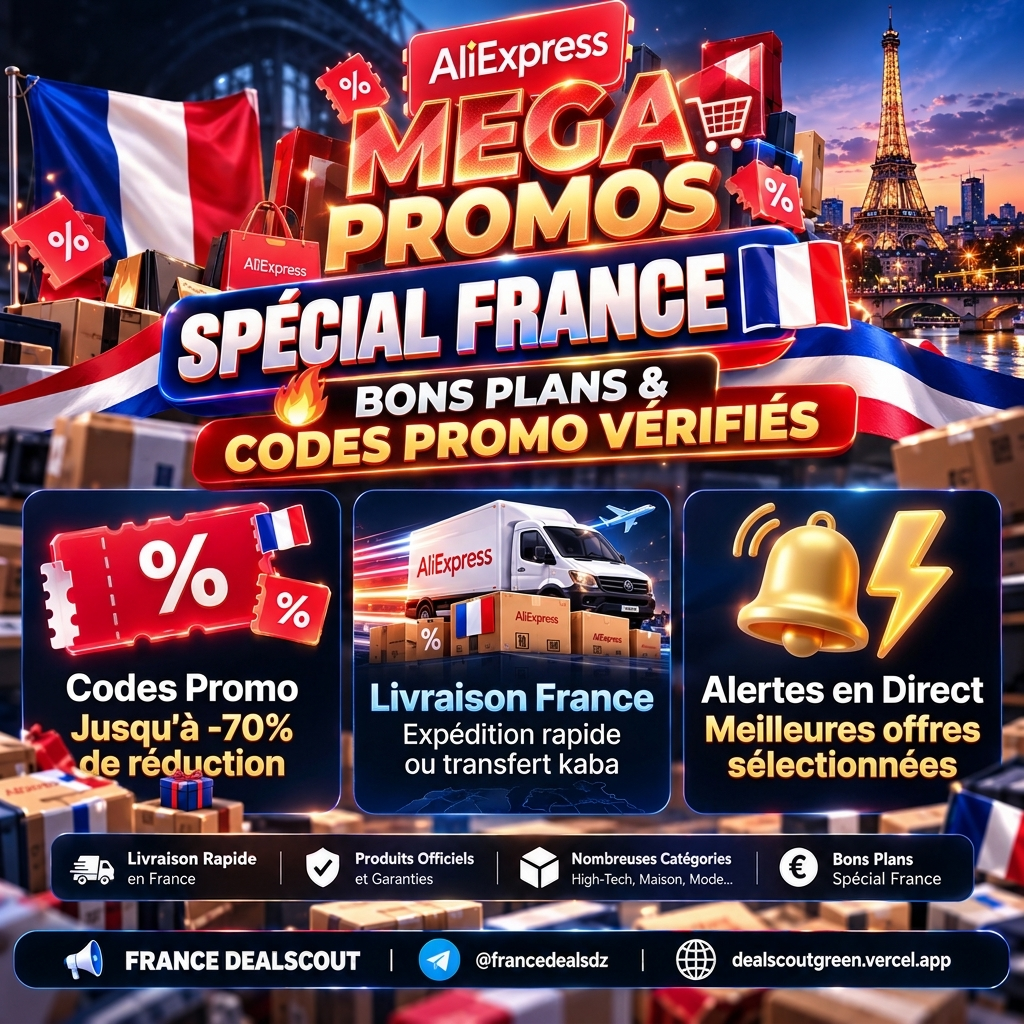 AliExpress
MEGA
PROMOS
AliExpress
SPÉCIAL FRANCE
BONS PLANS &
CODES PROMO VÉRIFIÉS
%
%
%
%
%
Codes Promo
Jusqu'à -70%
de réduction
AliExpress
AliExpress
AliExpress
%
Livraison France
Expédition rapide
ou transfert kaba
Alertes en Direct
Meilleures offres
sélectionnées
Livraison Rapide
en France
Produits Officiels
et Garanties
Nombreuses Catégories
High-Tech, Maison, Mode...
€
Bons Plans
Spécial France
FRANCE DEALSCOUT
@francedealsdz
dealscoutgreen.vercel.app